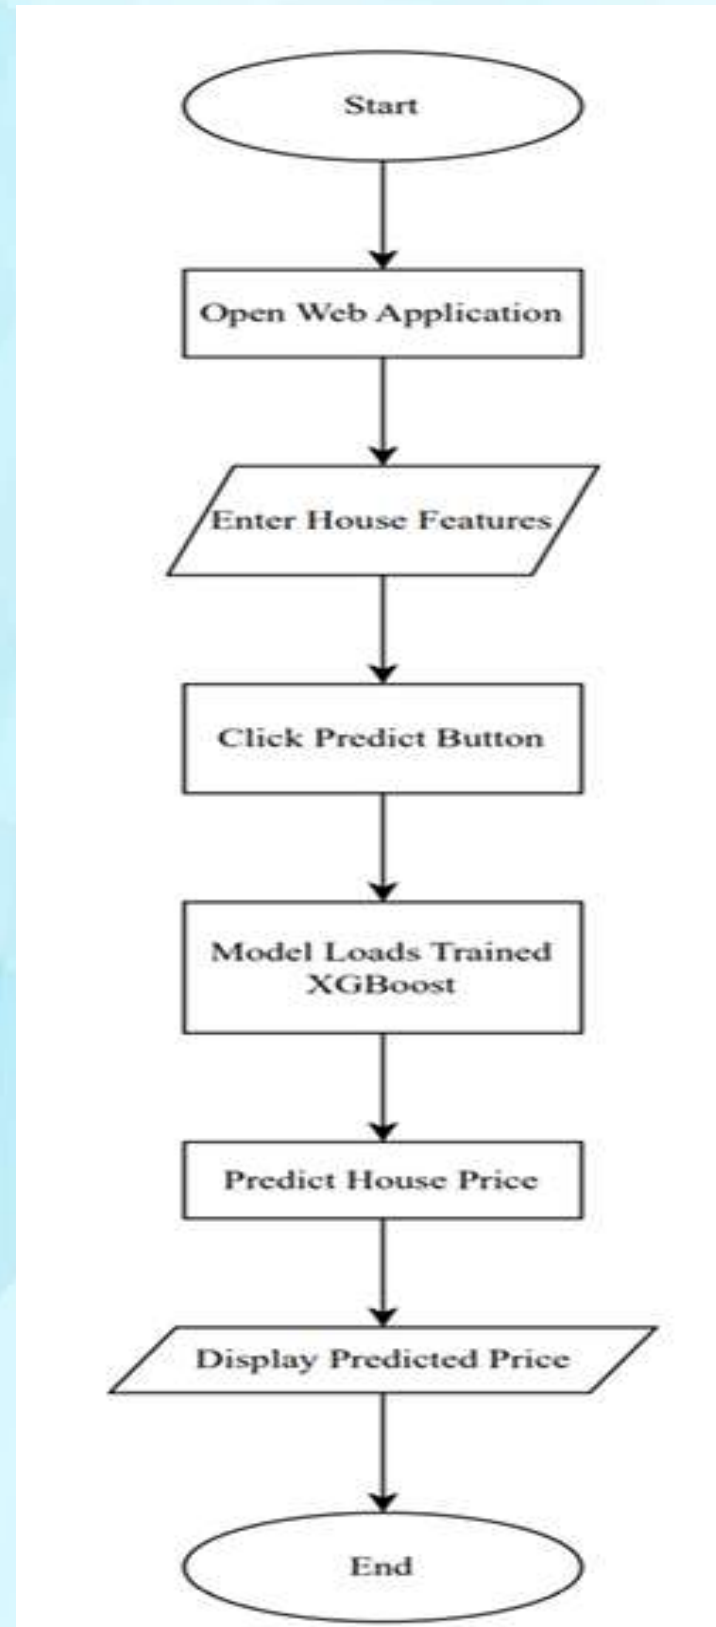 Start
Open Web Application
Enter House Features
Click Predict Button
Model Loads Trained
XGBoost
Predict House Price
Display Predicted Price
End